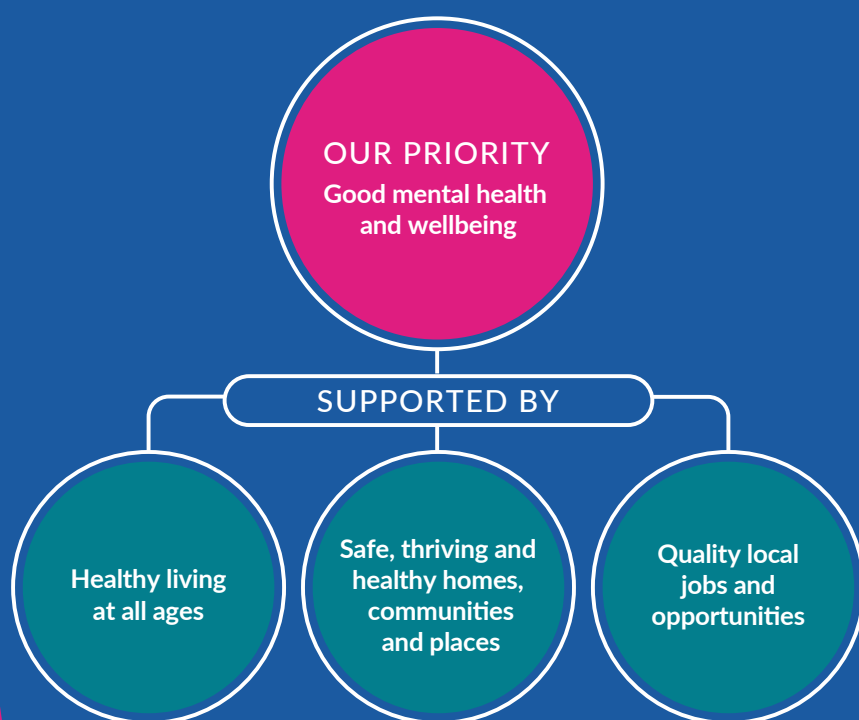 OUR PRIORITY
Good mental health
and wellbeing
SUPPORTED BY
Healthy living
at all ages
Safe, thriving and
healthy homes,
communities
and places
Quality local
jobs and
opportunities